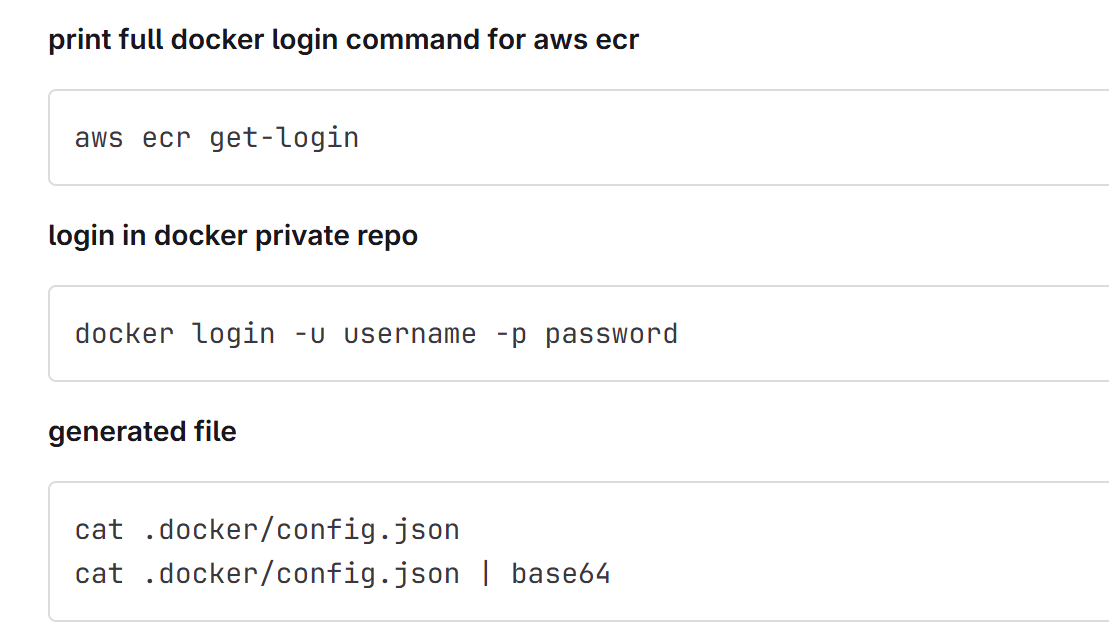 print full docker login command for aws ecr
aws ecr get-login
login in docker private repo
docker login -u username -p password
generated file
cat .docker/config.json
cat .docker/config.json | base64